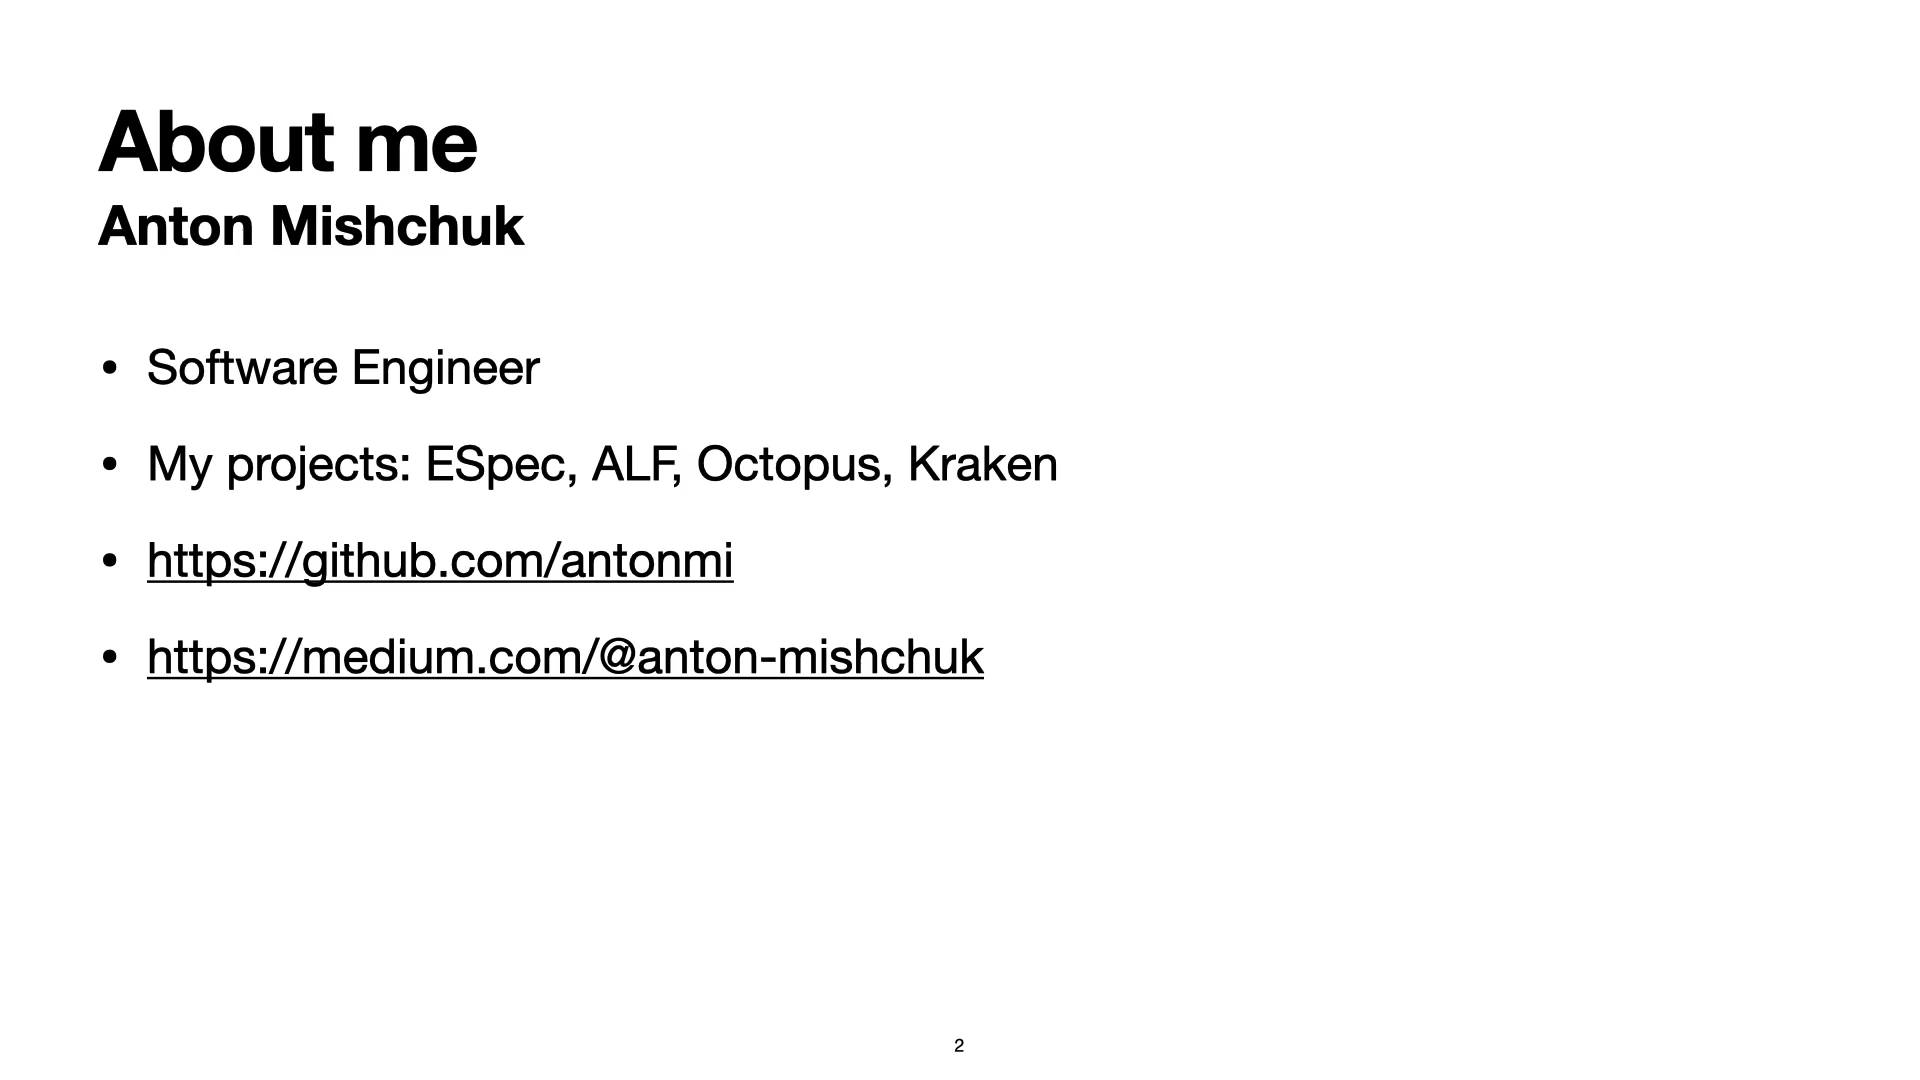 About me
Anton Mishchuk
• Software Engineer
• My projects: ESpec, ALF, Octopus, Kraken
• https://github.com/antonmi
• https://medium.com/@anton-mishchuk
2